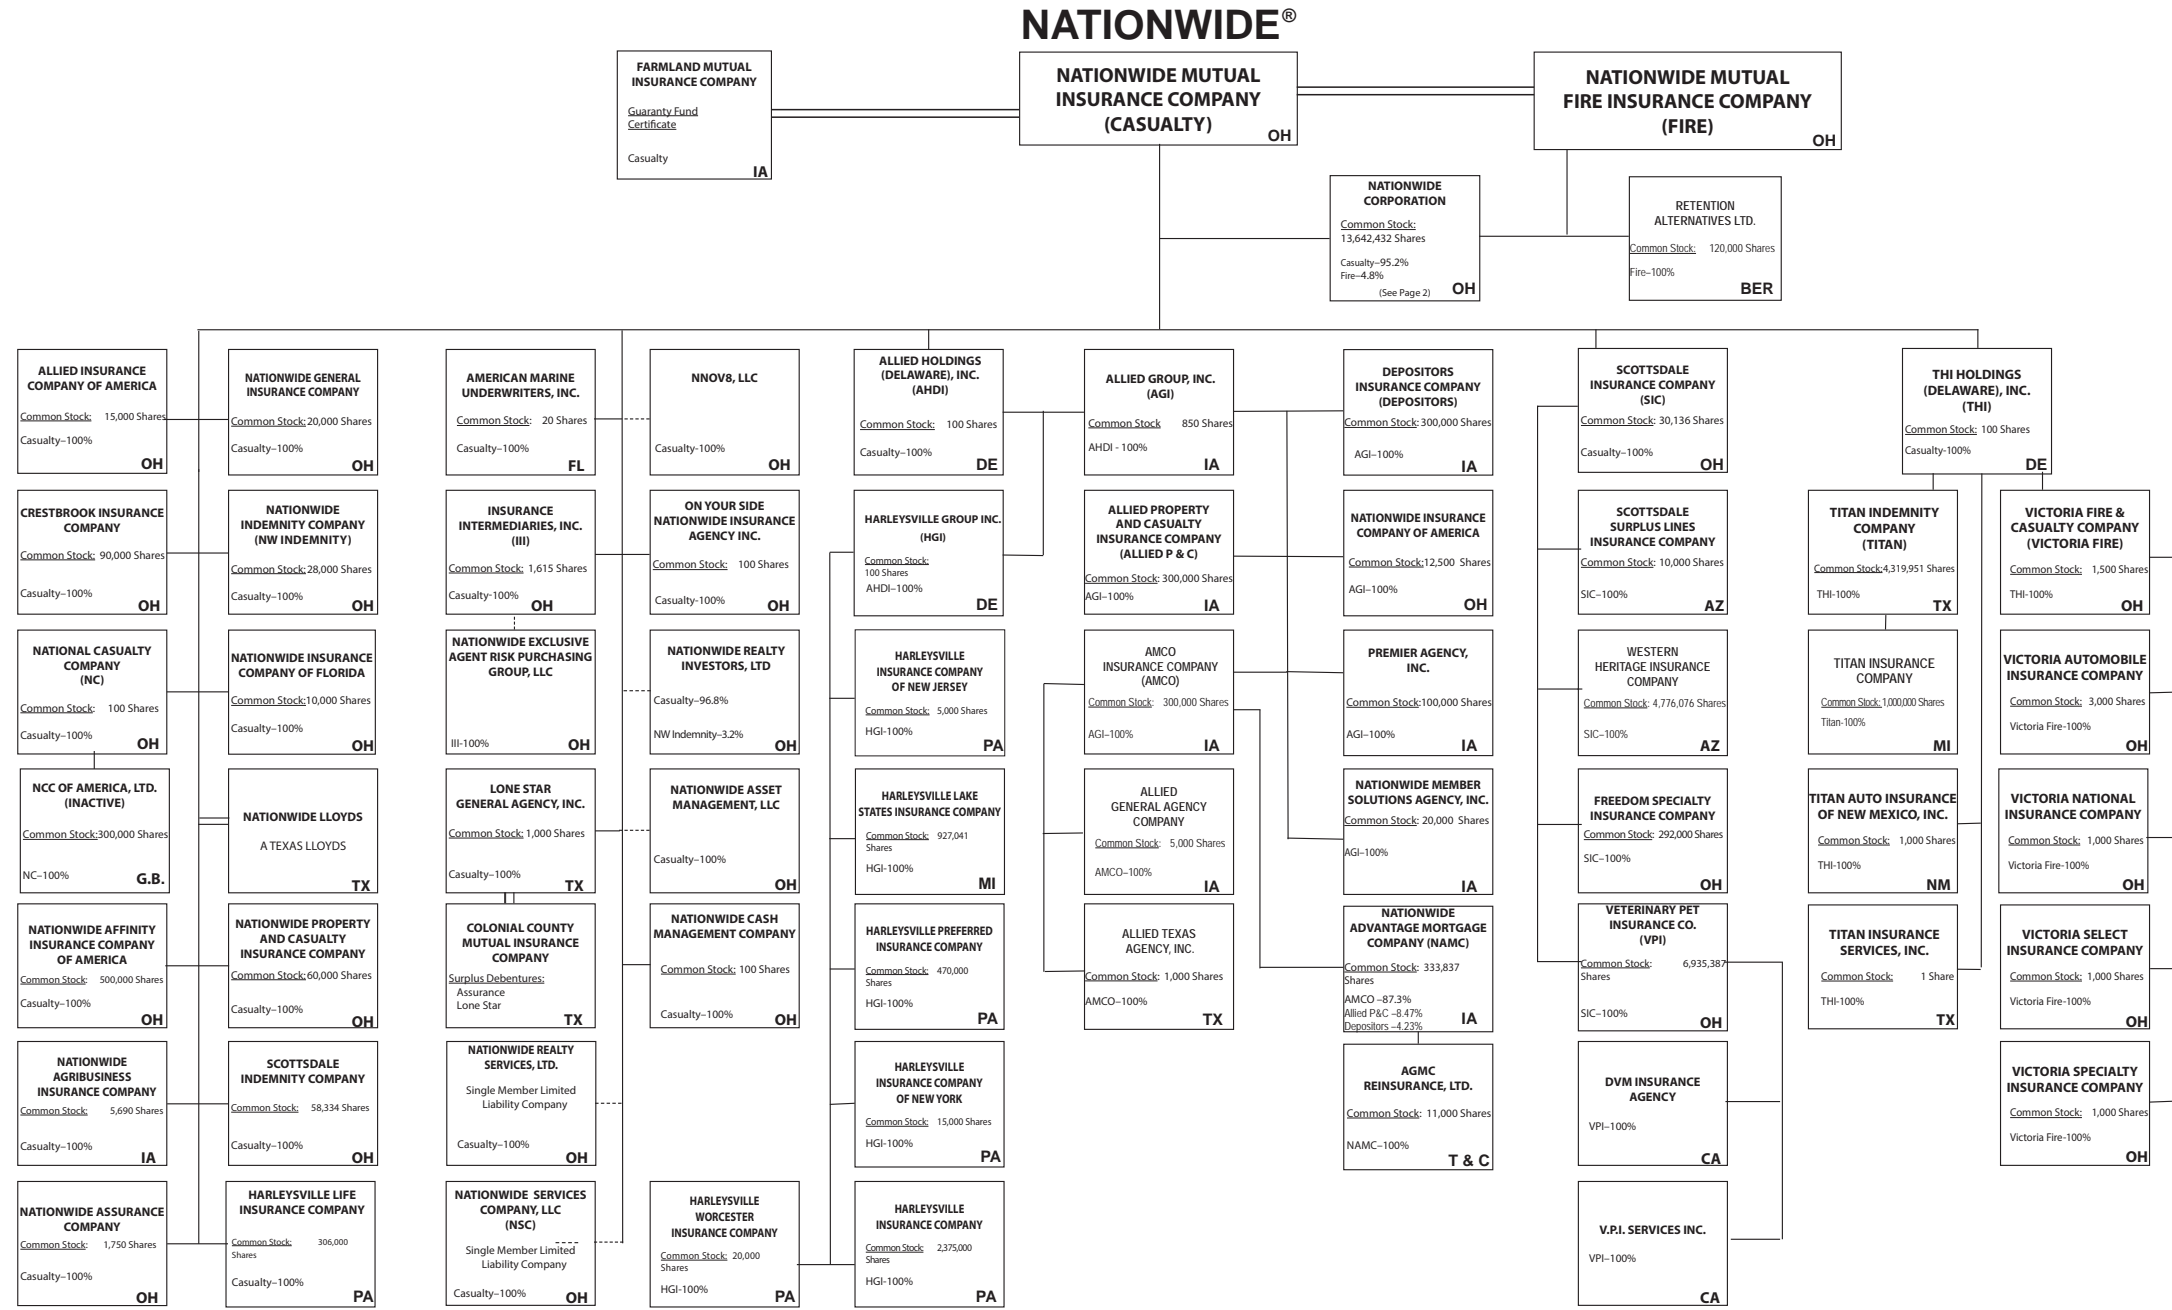 NATIONWIDE®
FARMLAND MUTUAL
INSURANCE COMPANY
Guaranty Fund
Certificate
Casualty
IA
NATIONWIDE MUTUAL
INSURANCE COMPANY
(CASUALTY)
OH
NATIONWIDE MUTUAL
FIRE INSURANCE COMPANY
(FIRE)
OH
NATIONWIDE
CORPORATION
Common Stock:
13,642,432 Shares
Casualty–95.2%
Fire–4.8%
(See Page 2)
OH
RETENTION
ALTERNATIVES LTD.
Common Stock: 120,000 Shares
Fire–100%
BER
ALLIED INSURANCE
COMPANY OF AMERICA
Common Stock: 15,000 Shares
Casualty–100%
OH
NATIONWIDE GENERAL
INSURANCE COMPANY
Common Stock: 20,000 Shares
Casualty–100%
OH
AMERICAN MARINE
UNDERWRITERS, INC.
Common Stock: 20 Shares
Casualty–100%
FL
NNOV8, LLC
Casualty-100%
OH
ALLIED HOLDINGS
(DELAWARE), INC.
(AHDI)
Common Stock: 100 Shares
Casualty–100%
DE
ALLIED GROUP, INC.
(AGI)
Common Stock 850 Shares
AHDI - 100%
IA
DEPOSITORS
INSURANCE COMPANY
(DEPOSITORS)
Common Stock: 300,000 Shares
AGI–100%
IA
SCOTTSDALE
INSURANCE COMPANY
(SIC)
Common Stock: 30,136 Shares
Casualty–100%
OH
THI HOLDINGS
(DELAWARE), INC.
(THI)
Common Stock: 100 Shares
Casualty-100%
DE
CRESTBROOK INSURANCE
COMPANY
Common Stock: 90,000 Shares
Casualty–100%
OH
NATIONWIDE
INDEMNITY COMPANY
(NW INDEMNITY)
Common Stock: 28,000 Shares
Casualty–100%
OH
INSURANCE
INTERMEDIARIES, INC.
(III)
Common Stock: 1,615 Shares
Casualty-100%
OH
ON YOUR SIDE
NATIONWIDE INSURANCE
AGENCY INC.
Common Stock: 100 Shares
Casualty-100%
OH
HARLEYSVILLE GROUP INC.
(HGI)
Common Stock:
100 Shares
AHDI–100%
DE
ALLIED PROPERTY
AND CASUALTY
INSURANCE COMPANY
(ALLIED P & C)
Common Stock: 300,000 Shares
AGI–100%
IA
NATIONWIDE INSURANCE
COMPANY OF AMERICA
Common Stock:12,500 Shares
AGI–100%
OH
SCOTTSDALE
SURPLUS LINES
INSURANCE COMPANY
Common Stock: 10,000 Shares
SIC–100%
AZ
TITAN INDEMNITY
COMPANY
(TITAN)
Common Stock:4,319,951 Shares
THI-100%
TX
VICTORIA FIRE &
CASUALTY COMPANY
(VICTORIA FIRE)
Common Stock: 1,500 Shares
THI-100%
OH
NATIONAL CASUALTY
COMPANY
(NC)
Common Stock: 100 Shares
Casualty–100%
OH
NATIONWIDE INSURANCE
COMPANY OF FLORIDA
Common Stock:10,000 Shares
Casualty–100%
OH
NATIONWIDE EXCLUSIVE
AGENT RISK PURCHASING
GROUP, LLC
III-100%
OH
NATIONWIDE REALTY
INVESTORS, LTD
Casualty–96.8%
NW Indemnity–3.2%
OH
HARLEYSVILLE
INSURANCE COMPANY
OF NEW JERSEY
Common Stock: 5,000 Shares
HGI-100%
PA
AMCO
INSURANCE COMPANY
(AMCO)
Common Stock: 300,000 Shares
AGI–100%
IA
PREMIER AGENCY,
INC.
Common Stock:100,000 Shares
AGI–100%
IA
WESTERN
HERITAGE INSURANCE
COMPANY
Common Stock: 4,776,076 Shares
SIC–100%
AZ
TITAN INSURANCE
COMPANY
Common Stock: 1,000,000 Shares
Titan-100%
MI
VICTORIA AUTOMOBILE
INSURANCE COMPANY
Common Stock: 3,000 Shares
Victoria Fire-100%
OH
NCC OF AMERICA, LTD.
(INACTIVE)
Common Stock:300,000 Shares
NC–100%
G.B.
NATIONWIDE LLOYDS
A TEXAS LLOYDS
TX
LONE STAR
GENERAL AGENCY, INC.
Common Stock: 1,000 Shares
Casualty–100%
TX
NATIONWIDE ASSET
MANAGEMENT, LLC
Casualty–100%
OH
HARLEYSVILLE LAKE
STATES INSURANCE COMPANY
Common Stock: 927,041
Shares
HGI-100%
MI
ALLIED
GENERAL AGENCY
COMPANY
Common Stock: 5,000 Shares
AMCO–100%
IA
NATIONWIDE MEMBER
SOLUTIONS AGENCY, INC.
Common Stock: 20,000 Shares
AGI–100%
IA
FREEDOM SPECIALTY
INSURANCE COMPANY
Common Stock: 292,000 Shares
SIC–100%
OH
TITAN AUTO INSURANCE
OF NEW MEXICO, INC.
Common Stock: 1,000 Shares
THI-100%
NM
VICTORIA NATIONAL
INSURANCE COMPANY
Common Stock: 1,000 Shares
Victoria Fire-100%
OH
NATIONWIDE AFFINITY
INSURANCE COMPANY
OF AMERICA
Common Stock: 500,000 Shares
Casualty–100%
OH
NATIONWIDE PROPERTY
AND CASUALTY
INSURANCE COMPANY
Common Stock:60,000 Shares
Casualty–100%
OH
COLONIAL COUNTY
MUTUAL INSURANCE
COMPANY
Surplus Debentures:
Assurance
Lone Star
TX
NATIONWIDE CASH
MANAGEMENT COMPANY
Common Stock: 100 Shares
Casualty–100%
OH
HARLEYSVILLE PREFERRED
INSURANCE COMPANY
Common Stock: 470,000
Shares
HGI-100%
PA
ALLIED TEXAS
AGENCY, INC.
Common Stock: 1,000 Shares
AMCO–100%
TX
NATIONWIDE
ADVANTAGE MORTGAGE
COMPANY (NAMC)
Common Stock: 333,837
Shares
AMCO –87.3%
Allied P&C –8.47%
Depositors –4.23%
IA
VETERINARY PET
INSURANCE CO.
(VPI)
Common Stock: 6,935,387
Shares
SIC–100%
OH
TITAN INSURANCE
SERVICES, INC.
Common Stock: 1 Share
THI-100%
TX
VICTORIA SELECT
INSURANCE COMPANY
Common Stock: 1,000 Shares
Victoria Fire-100%
OH
NATIONWIDE
AGRIBUSINESS
INSURANCE COMPANY
Common Stock: 5,690 Shares
Casualty–100%
IA
SCOTTSDALE
INDEMNITY COMPANY
Common Stock: 58,334 Shares
Casualty–100%
OH
NATIONWIDE REALTY
SERVICES, LTD.
Single Member Limited
Liability Company
Casualty–100%
OH
HARLEYSVILLE
INSURANCE COMPANY
OF NEW YORK
Common Stock: 15,000 Shares
HGI-100%
PA
AGMC
REINSURANCE, LTD.
Common Stock: 11,000 Shares
NAMC–100%
T & C
DVM INSURANCE
AGENCY
VPI–100%
CA
VICTORIA SPECIALTY
INSURANCE COMPANY
Common Stock: 1,000 Shares
Victoria Fire-100%
OH
NATIONWIDE ASSURANCE
COMPANY
Common Stock: 1,750 Shares
Casualty–100%
OH
HARLEYSVILLE LIFE
INSURANCE COMPANY
Common Stock: 306,000
Shares
Casualty–100%
PA
NATIONWIDE SERVICES
COMPANY, LLC
(NSC)
Single Member Limited
Liability Company
Casualty–100%
OH
HARLEYSVILLE
WORCESTER
INSURANCE COMPANY
Common Stock: 20,000
Shares
HGI-100%
PA
HARLEYSVILLE
INSURANCE COMPANY
Common Stock: 2,375,000
Shares
HGI-100%
PA
V.P.I. SERVICES INC.
VPI–100%
CA